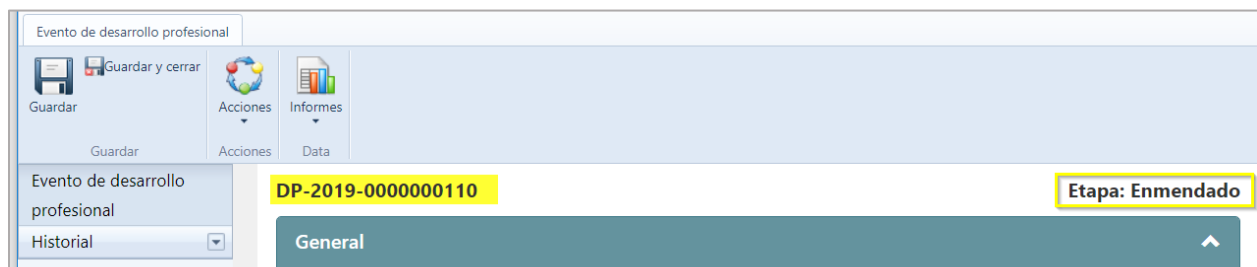 Evento de desarrollo profesional
Guardar y cerrar
Guardar
Acciones
Informes
Guardar
Acciones
Data
Evento de desarrollo
profesional
Historial
DP-2019-0000000110
Etapa: Enmendado
General